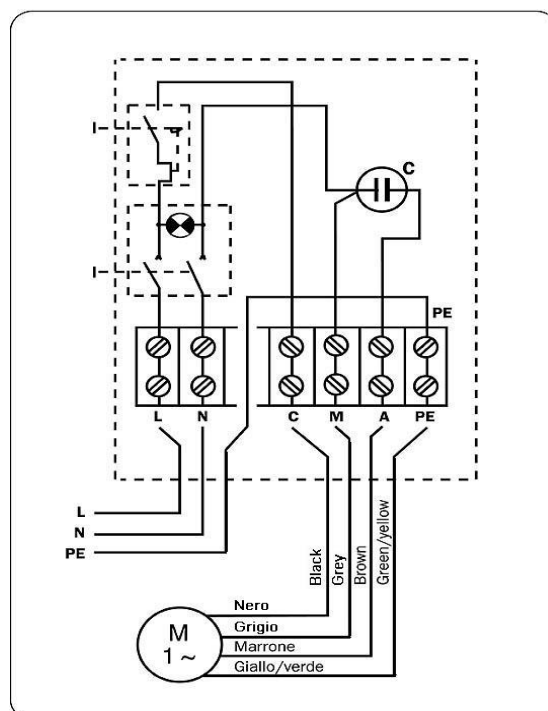 C
PE
L N C M A PE
L
N
PE
Black
Grey
Brown
Green/yellow
Nero
Grigio
Marrone
Giallo/verde
M
1 ~